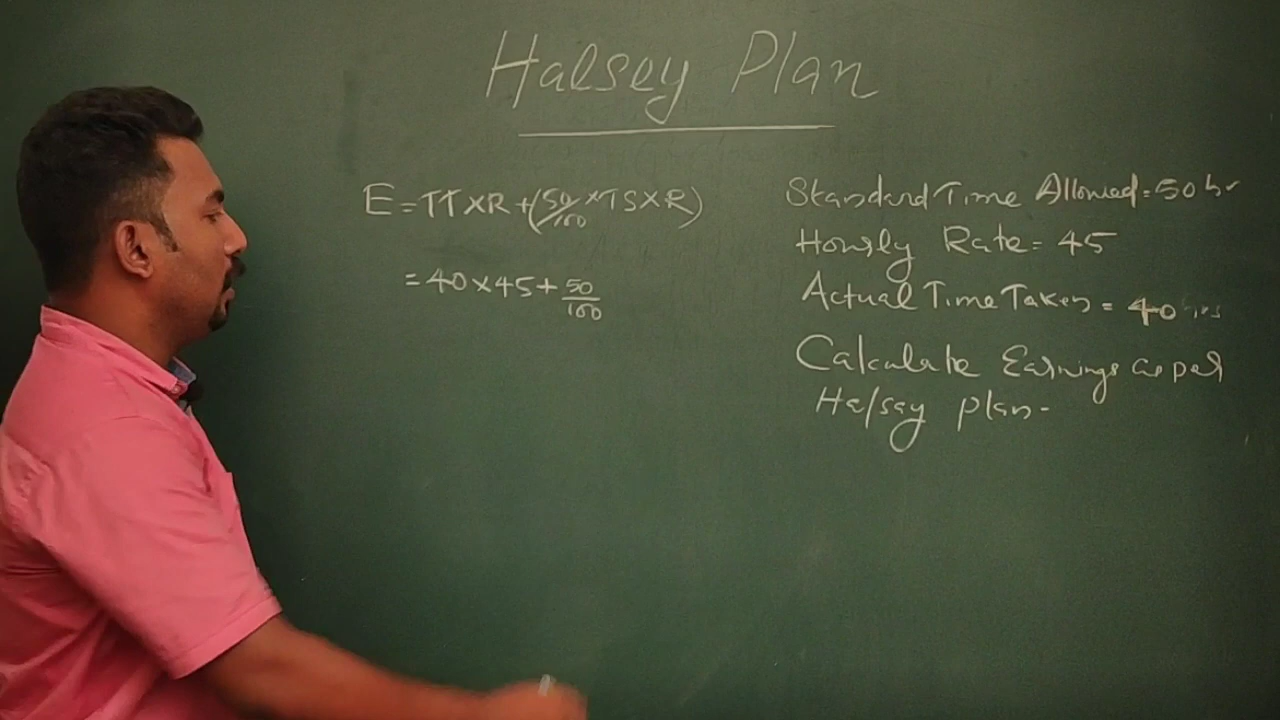 Halsey Plan
E = TT × R + (50/100 × TS × R)
= 40 × 45 + 50/100
Standard Time Allowed = 50 hr
Hourly Rate = 45
Actual Time Taken = 40 hrs
Calculate Earnings as per
Halsay plan.